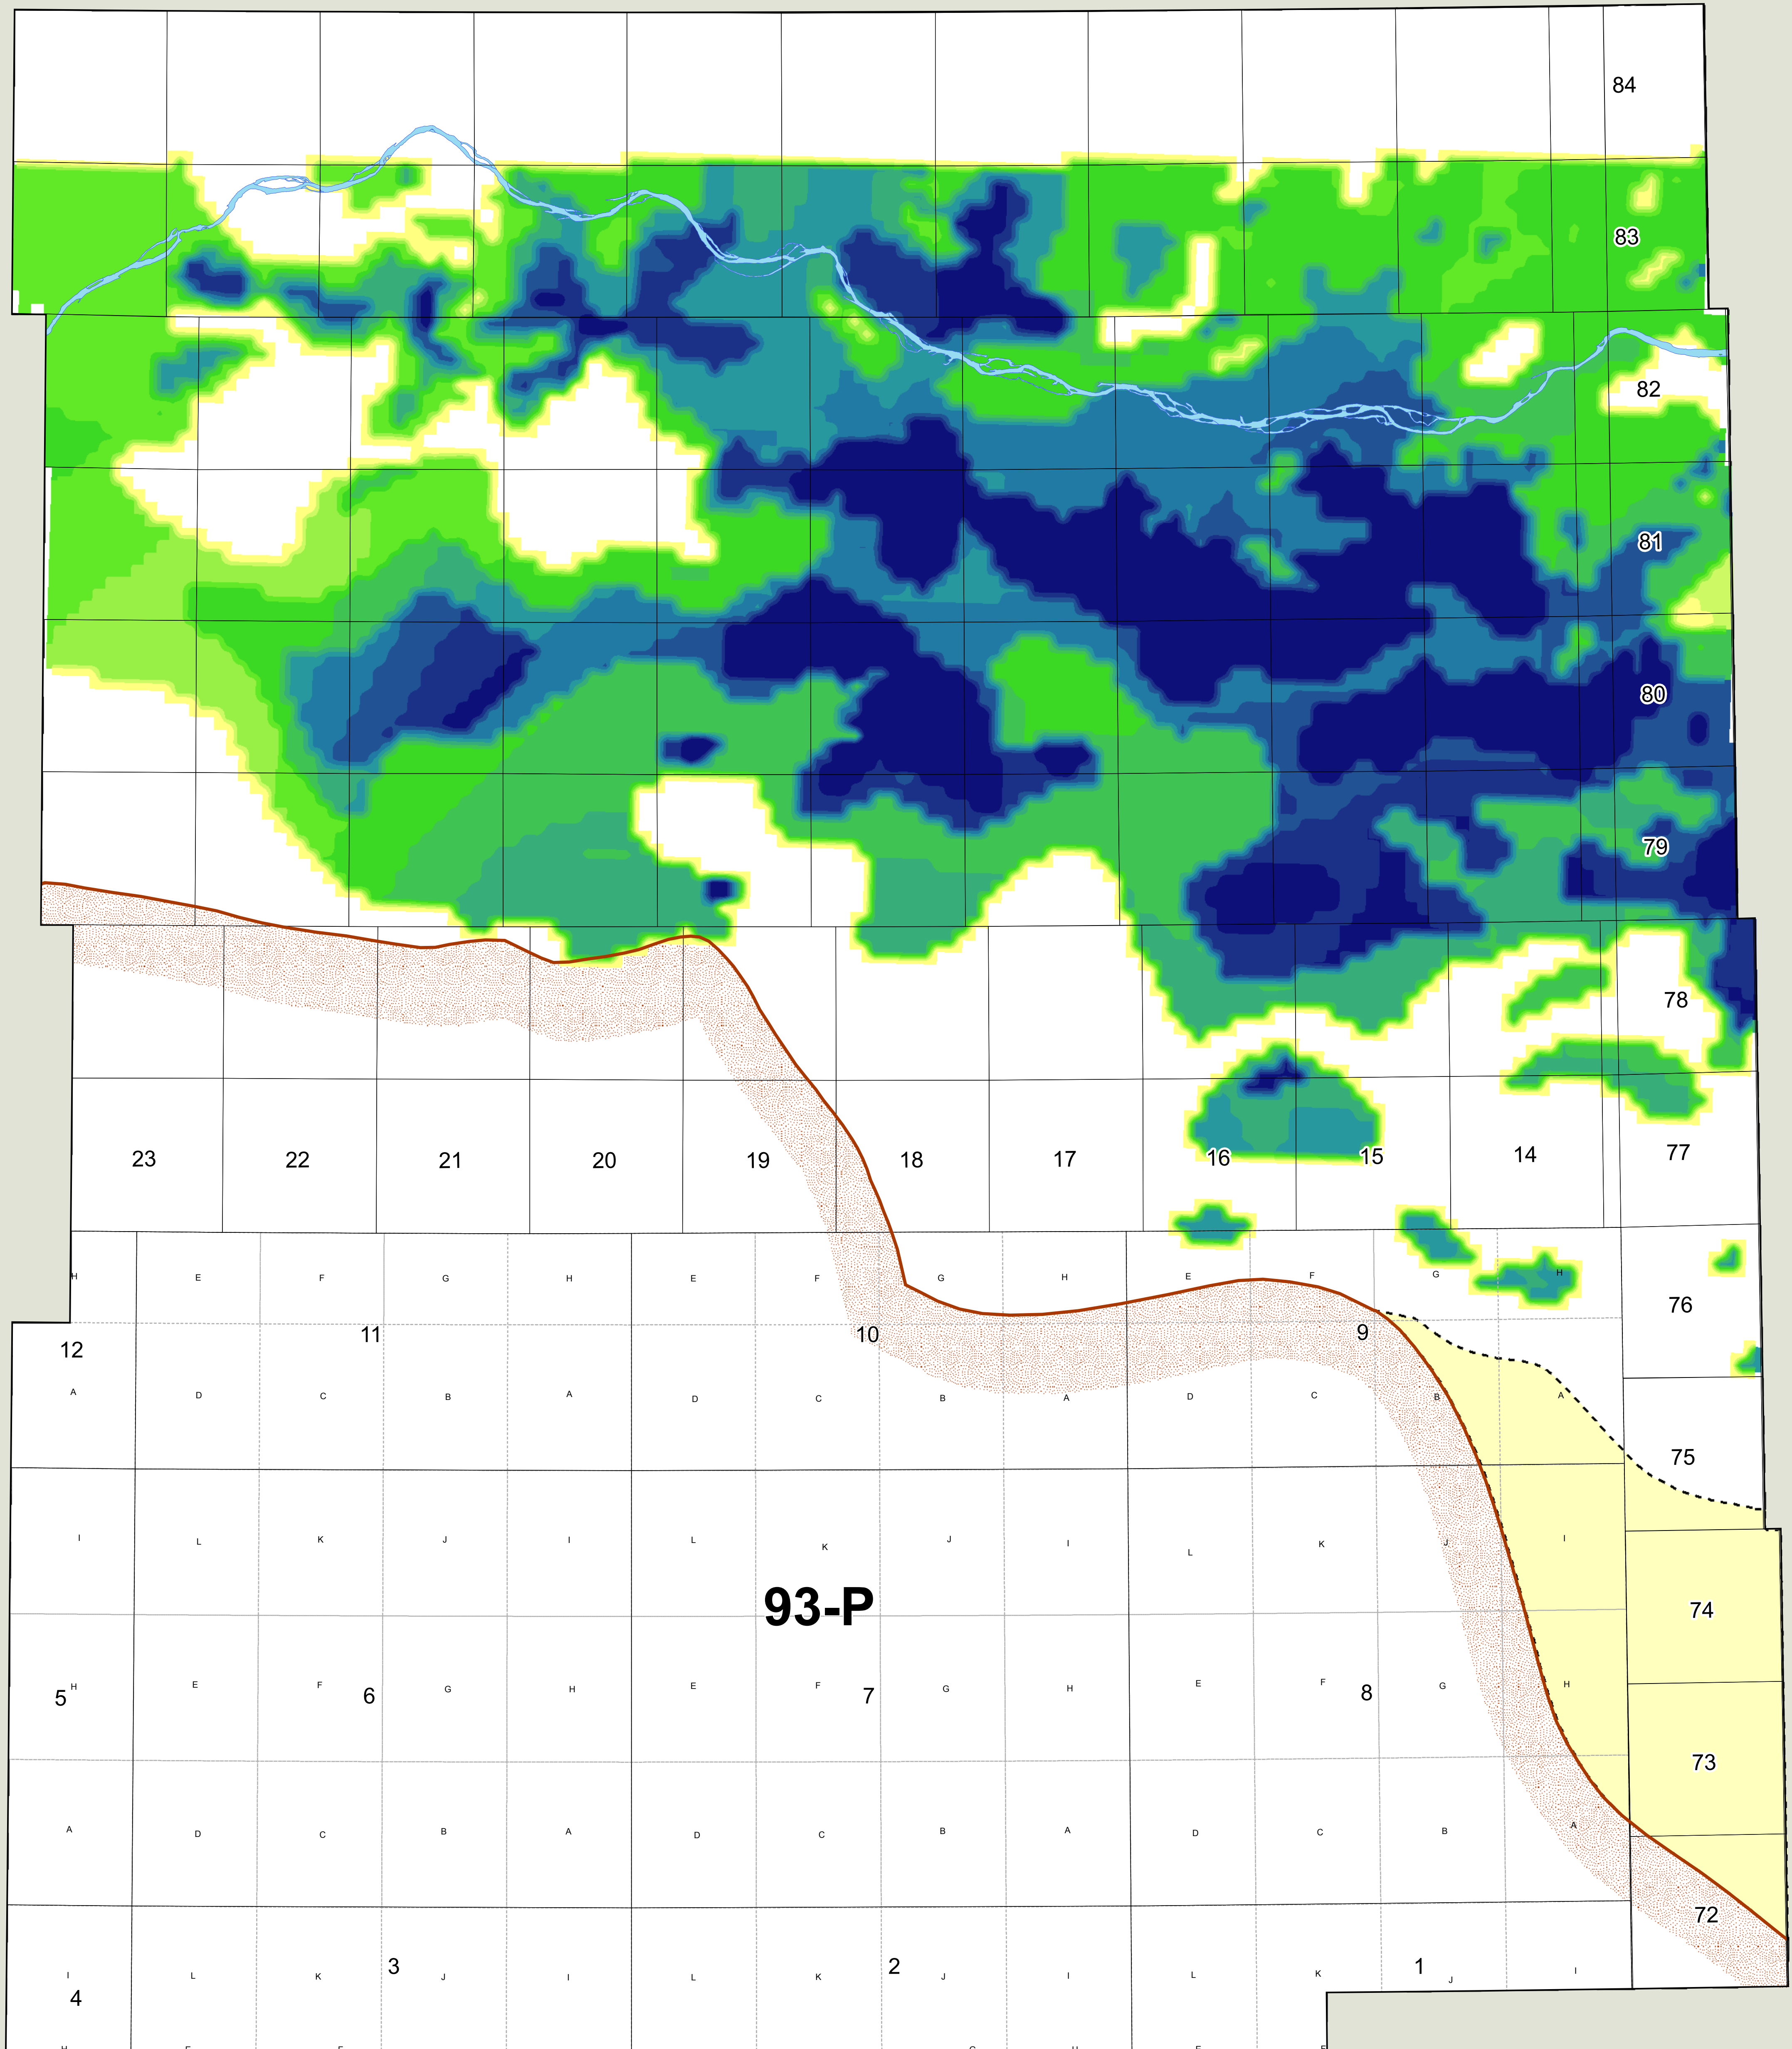 84
83
82
81
80
79
78
23 22 21 20 19 18 17 16 15 14 77
H E F G H E F G H E F G H
76
12 11 10 9
A D C B A D C B A D C B A
75
I L K J I L K J I L K J I
93-P
74
5 H E F 6 G H E F 7 G H E F 8 G H
73
A D C B A D C B A D C B A
72
I L K 3 J I L K 2 J I L K 1 J I
4